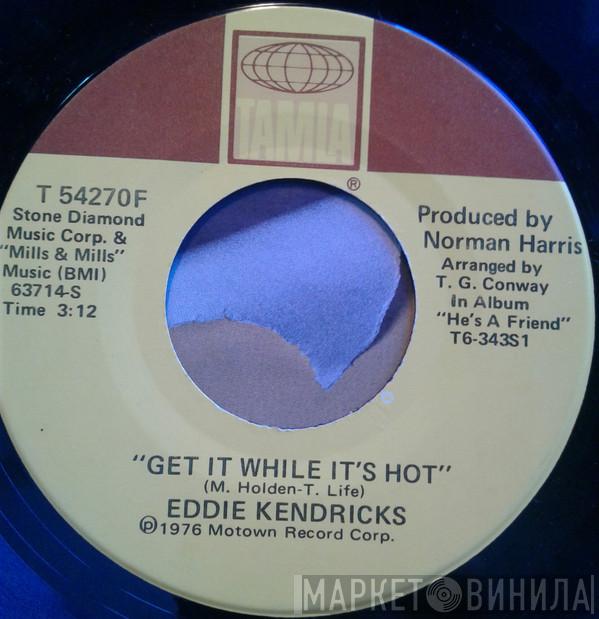 TAMLA
®
T 54270F
Stone Diamond
Music Corp. &
"Mills & Mills"
Music (BMI)
63714-S
Time 3:12
Produced by
Norman Harris
Arranged by
T. G. Conway
In Album
"He's A Friend"
T6-343S1
"GET IT WHILE IT'S HOT"
(M. Holden-T. Life)
EDDIE KENDRICKS
℗1976 Motown Record Corp.
МАРКЕТ ВИНИЛА